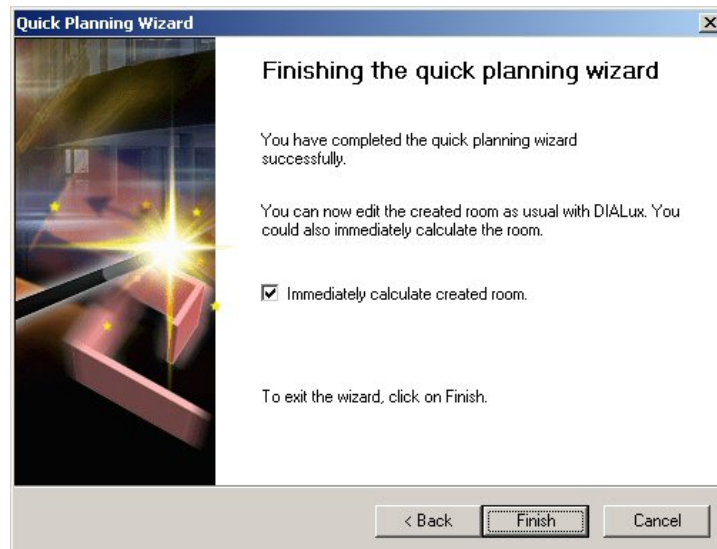 Quick Planning Wizard
Finishing the quick planning wizard
You have completed the quick planning wizard
successfully.
You can now edit the created room as usual with DIALux. You
could also immediately calculate the room.
Immediately calculate created room.
To exit the wizard, click on Finish.
< Back Finish Cancel